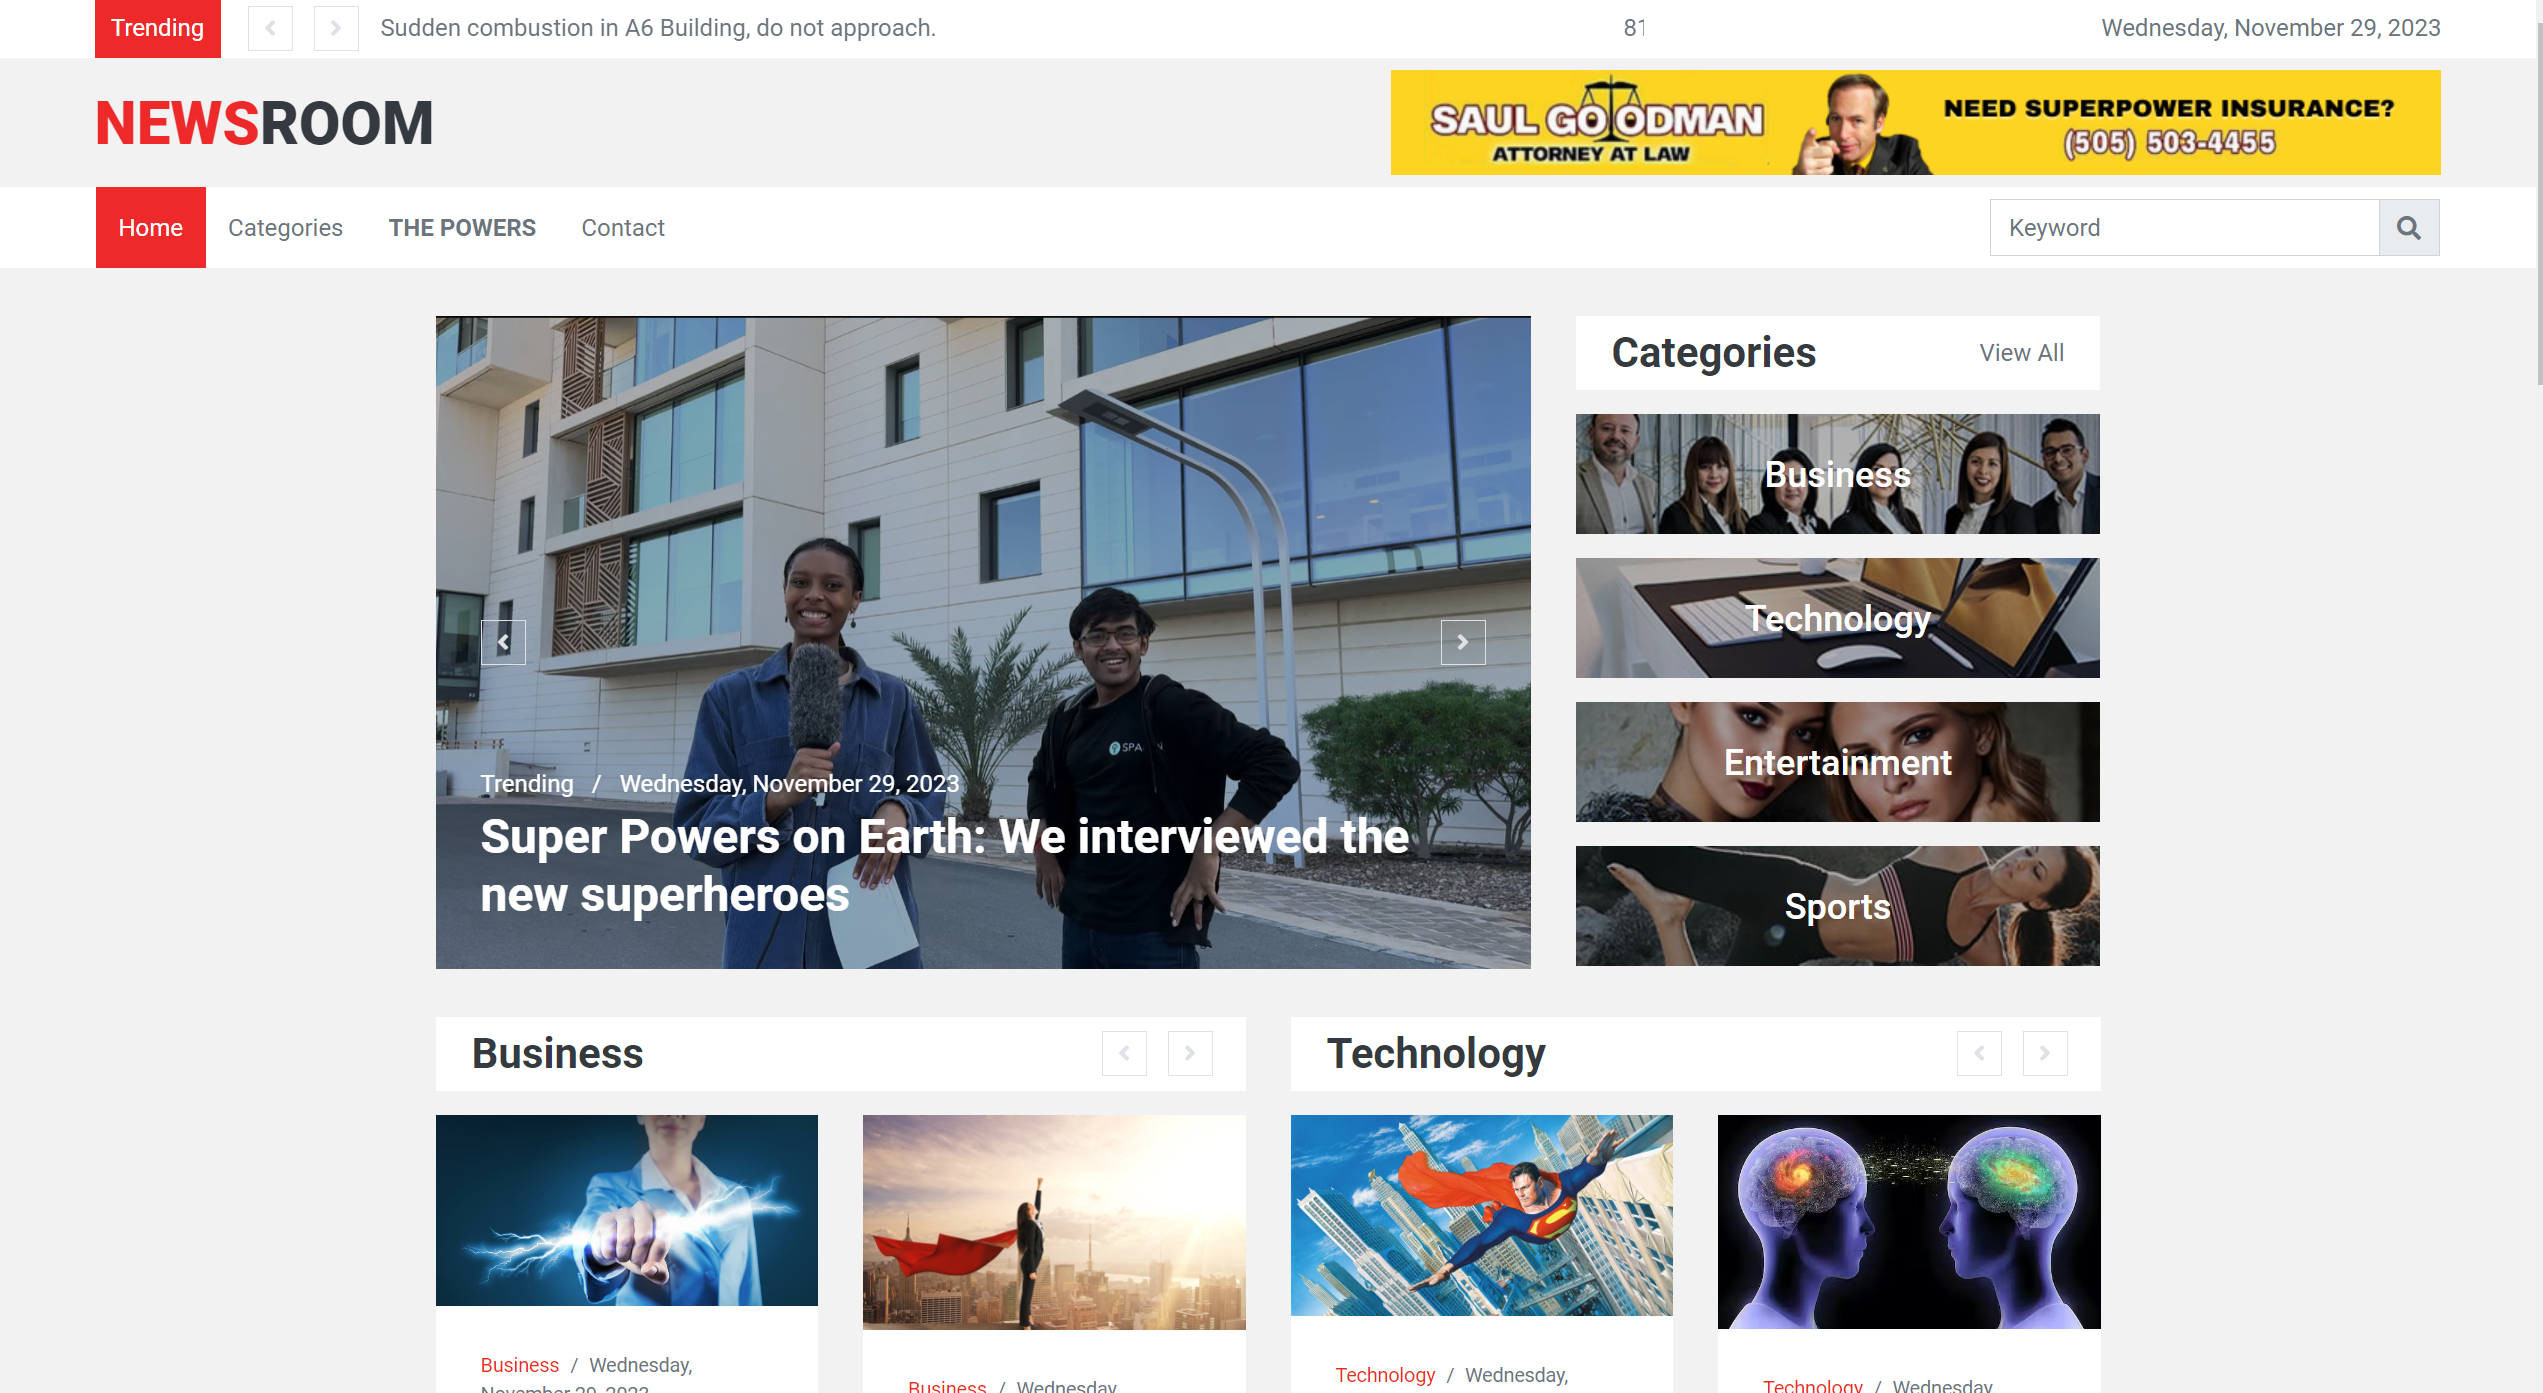 Trending
Sudden combustion in A6 Building, do not approach.
81
Wednesday, November 29, 2023
NEWSROOM
SAUL GOODMAN
ATTORNEY AT LAW
NEED SUPERPOWER INSURANCE?
(505) 503-4455
Home
Categories
THE POWERS
Contact
Keyword
Trending / Wednesday, November 29, 2023
Super Powers on Earth: We interviewed the
new superheroes
Categories
View All
Business
Technology
Entertainment
Sports
Business
Technology
Business / Wednesday,
November 29, 2023
Business / Wednesday,
Technology / Wednesday,
Technology / Wednesday,